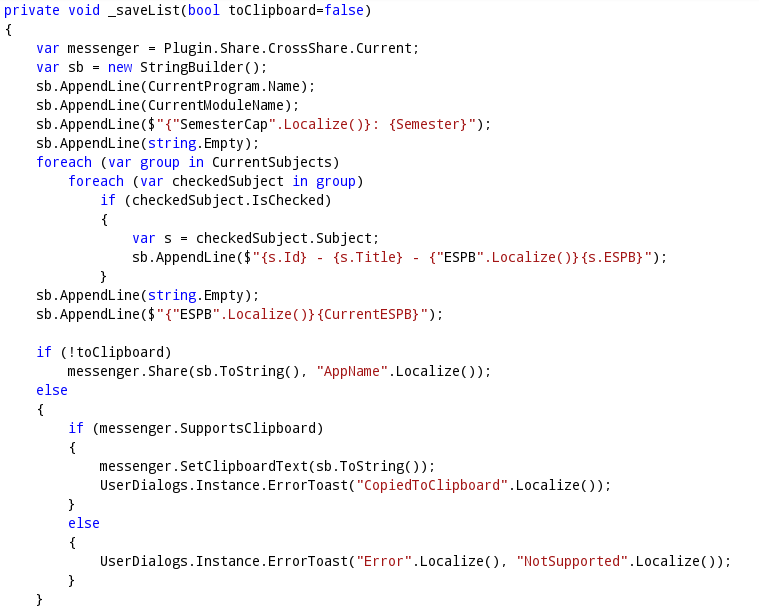 private void _saveList(bool toClipboard=false)
{
    var messenger = Plugin.Share.CrossShare.Current;
    var sb = new StringBuilder();
    sb.AppendLine(CurrentProgram.Name);
    sb.AppendLine(CurrentModuleName);
    sb.AppendLine($"{"SemesterCap".Localize()}: {Semester}");
    sb.AppendLine(string.Empty);
    foreach (var group in CurrentSubjects)
        foreach (var checkedSubject in group)
            if (checkedSubject.IsChecked)
            {
                var s = checkedSubject.Subject;
                sb.AppendLine($"{s.Id} - {s.Title} - {"ESPB".Localize()}{s.ESPB}");
            }
    sb.AppendLine(string.Empty);
    sb.AppendLine($"{"ESPB".Localize()}{CurrentESPB}");

    if (!toClipboard)
        messenger.Share(sb.ToString(), "AppName".Localize());
    else
    {
        if (messenger.SupportsClipboard)
        {
            messenger.SetClipboardText(sb.ToString());
            UserDialogs.Instance.ErrorToast("CopiedToClipboard".Localize());
        }
        else
        {
            UserDialogs.Instance.ErrorToast("Error".Localize(), "NotSupported".Localize());
        }
    }